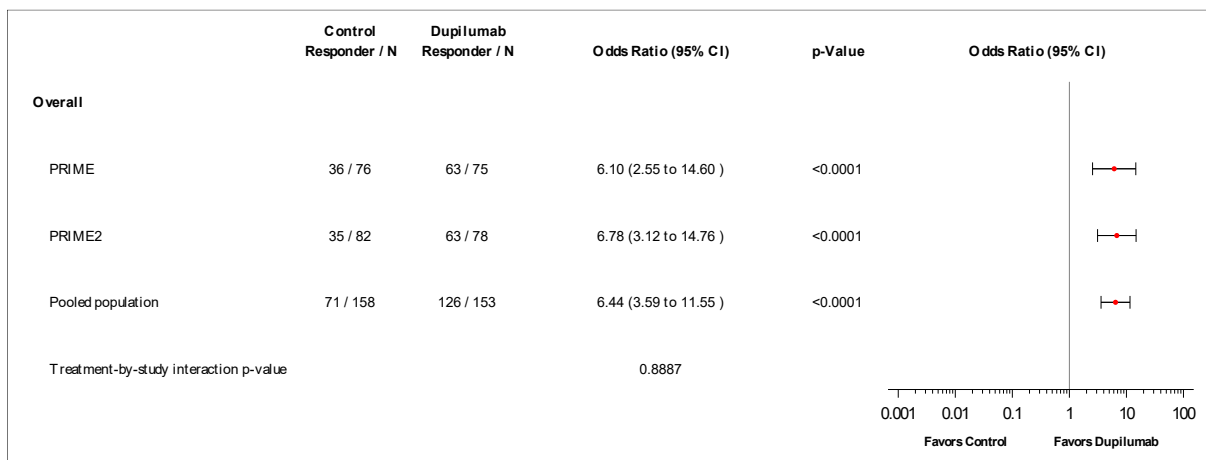 Control Dupilumab
Responder / N Responder / N Odds Ratio (95% CI) p-Value Odds Ratio (95% CI)
Overall
PRIME 36 / 76 63 / 75 6.10 (2.55 to 14.60 ) <0.0001
PRIME2 35 / 82 63 / 78 6.78 (3.12 to 14.76 ) <0.0001
Pooled population 71 / 158 126 / 153 6.44 (3.59 to 11.55 ) <0.0001
Treatment-by-study interaction p-value 0.8887
0.001 0.01 0.1 1 10 100
Favors Control Favors Dupilumab